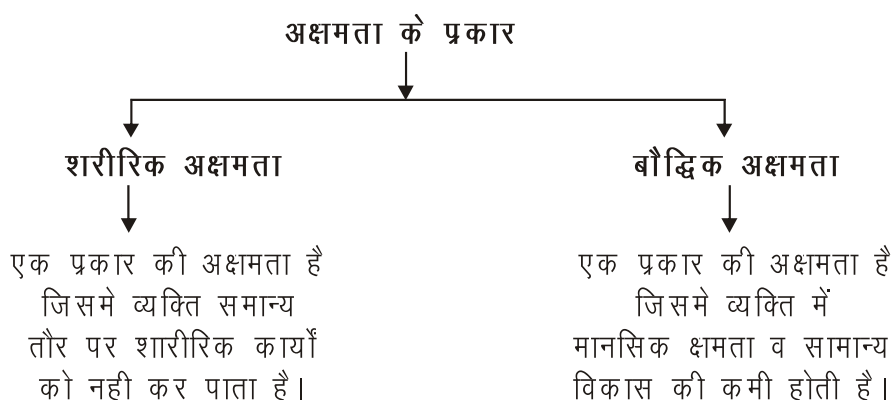 अक्षमता के प्रकार
शारीरिक अक्षमता
बौद्धिक अक्षमता
एक प्रकार की अक्षमता है
जिसमे व्यक्ति समान्य
तौर पर शारीरिक कार्यों
को नही कर पाता है।
एक प्रकार की अक्षमता है
जिसमे व्यक्ति में
मानसिक क्षमता व सामान्य
विकास की कमी होती है।